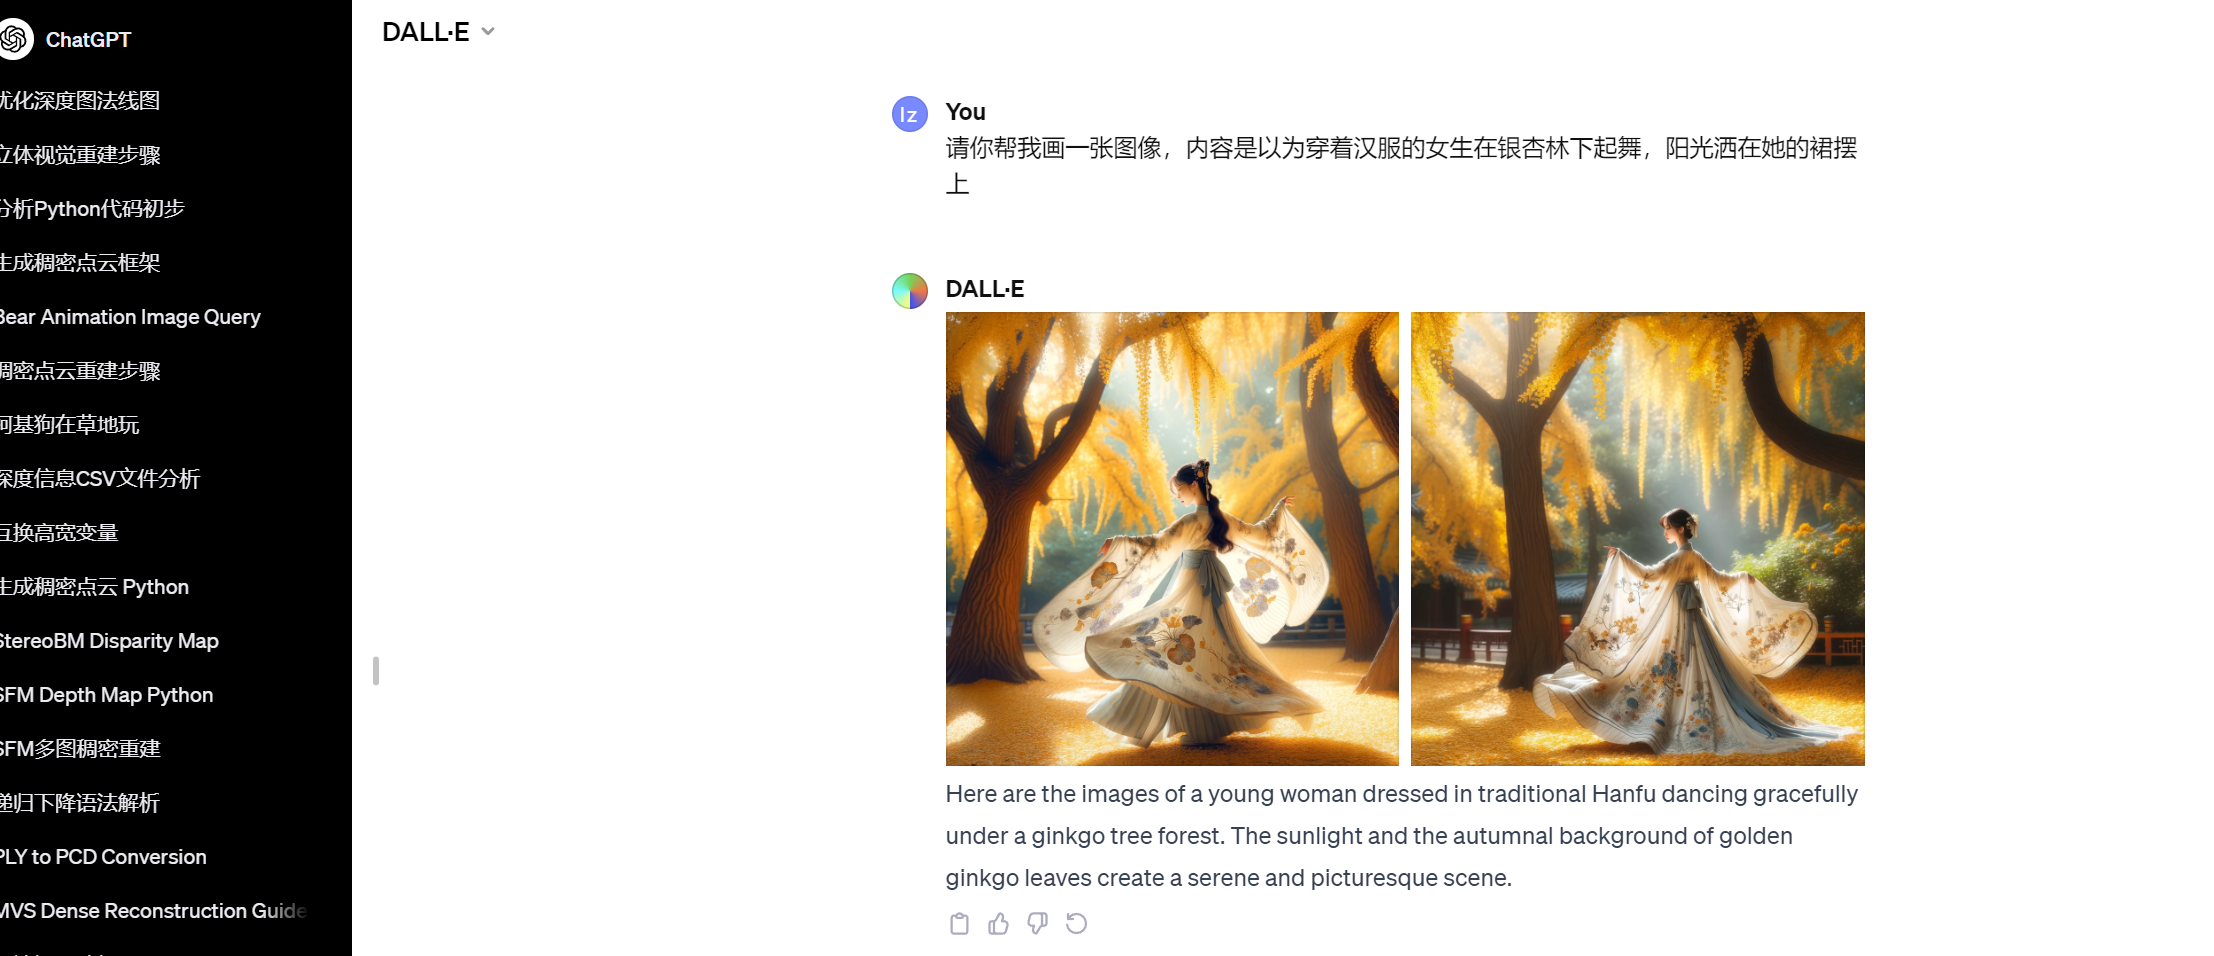 ChatGPT
优化深度图法线图
立体视觉重建步骤
分析Python代码初步
生成稠密点云框架
Bear Animation Image Query
稠密点云重建步骤
柯基狗在草地玩
深度信息CSV文件分析
互换高宽变量
生成稠密点云 Python
StereoBM Disparity Map
SFM Depth Map Python
SFM多图稠密重建
递归下降语法解析
PLY to PCD Conversion
MVS Dense Reconstruction Guide
DALL·E
lz
You
请你帮我画一张图像，内容是以为穿着汉服的女生在银杏林下起舞，阳光洒在她的裙摆
上
DALL·E
Here are the images of a young woman dressed in traditional Hanfu dancing gracefully
under a ginkgo tree forest. The sunlight and the autumnal background of golden
ginkgo leaves create a serene and picturesque scene.